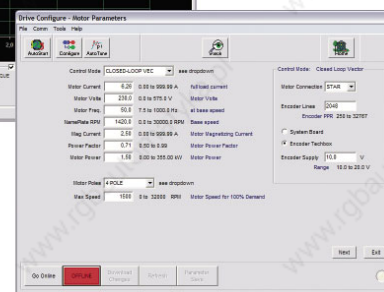 Drive Configure - Motor Parameters
File Comm Tools Help
AutoStart Configure AutoTune Check Home
Control Mode CLOSED-LOOP VEC see dropdown
Motor Current 6.26 0.00 to 999.99 A full load current
Motor Volts 230.0 0.0 to 575.0 V Motor Volts
Motor Freq. 50.0 7.5 to 1000.0 Hz at base speed
NamePlate RPM 1420.0 0.0 to 30000.0 RPM Base speed
Mag Current 2.50 0.00 to 999.99 A Motor Magnetizing Current
Power Factor 0.71 0.50 to 0.99 Motor Power Factor
Motor Power 1.50 0.00 to 355.00 kW Motor Power
Motor Poles 4 POLE see dropdown
Max Speed 1500 0 to 32000 RPM Motor Speed for 100% Demand
Control Mode: Closed Loop Vector
Motor Connection STAR
Encoder Lines 2048
Encoder PPR 250 to 32767
System Board
Encoder Techbox
Encoder Supply 10.0 V
Range 10.0 to 20.0 V
Next Exit
Go Online OFFLINE Download Changes Refresh Parameter Save